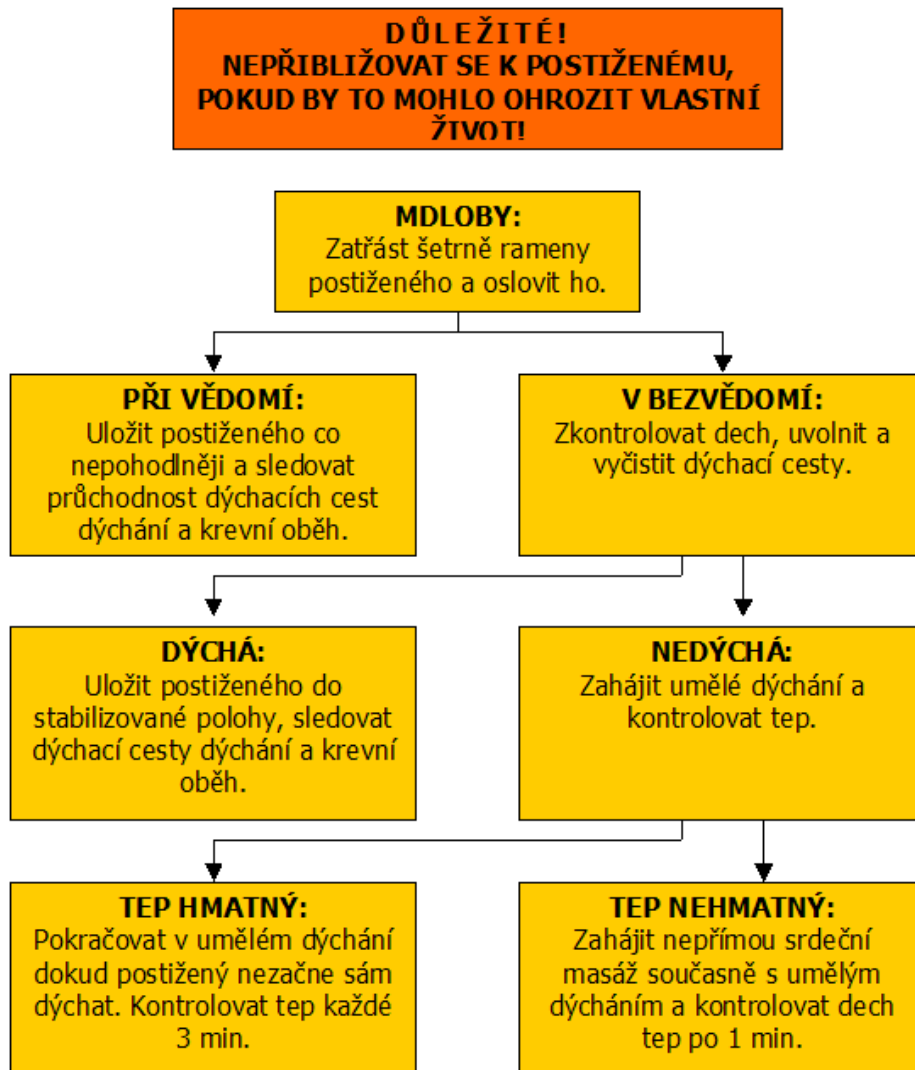 DŮLEŽITÉ!
NEPŘIBLIŽOVAT SE K POSTIŽENÉMU,
POKUD BY TO MOHLO OHROZIT VLASTNÍ
ŽIVOT!
MDLOBY:
Zatřást šetrně rameny
postiženého a oslovit ho.
PŘI VĚDOMÍ:
Uložit postiženého co
nepohodlněji a sledovat
průchodnost dýchacích cest
dýchání a krevní oběh.
V BEZVĚDOMÍ:
Zkontrolovat dech, uvolnit a
vyčistit dýchací cesty.
DÝCHÁ:
Uložit postiženého do
stabilizované polohy, sledovat
dýchací cesty dýchání a krevní
oběh.
NEDÝCHÁ:
Zahájit umělé dýchání a
kontrolovat tep.
TEP HMATNÝ:
Pokračovat v umělém dýchání
dokud postižený nezačne sám
dýchat. Kontrolovat tep každé
3 min.
TEP NEHMATNÝ:
Zahájit nepřímou srdeční
masáž současně s umělým
dýcháním a kontrolovat dech
tep po 1 min.